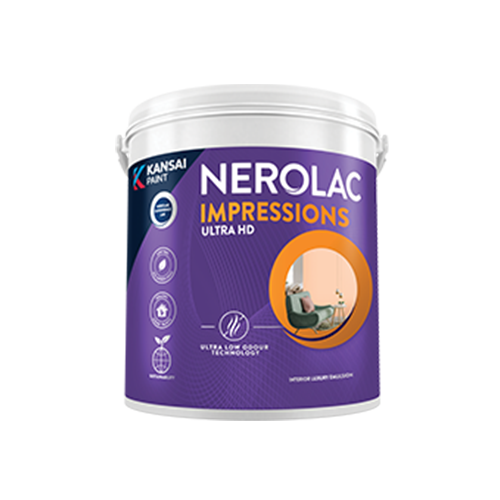 KANSAI
PAINT
NEROLAC
IMPRESSIONS
ULTRA HD
ULTRA LOW ODOUR
TECHNOLOGY
INTERIOR LUXURY EMULSION